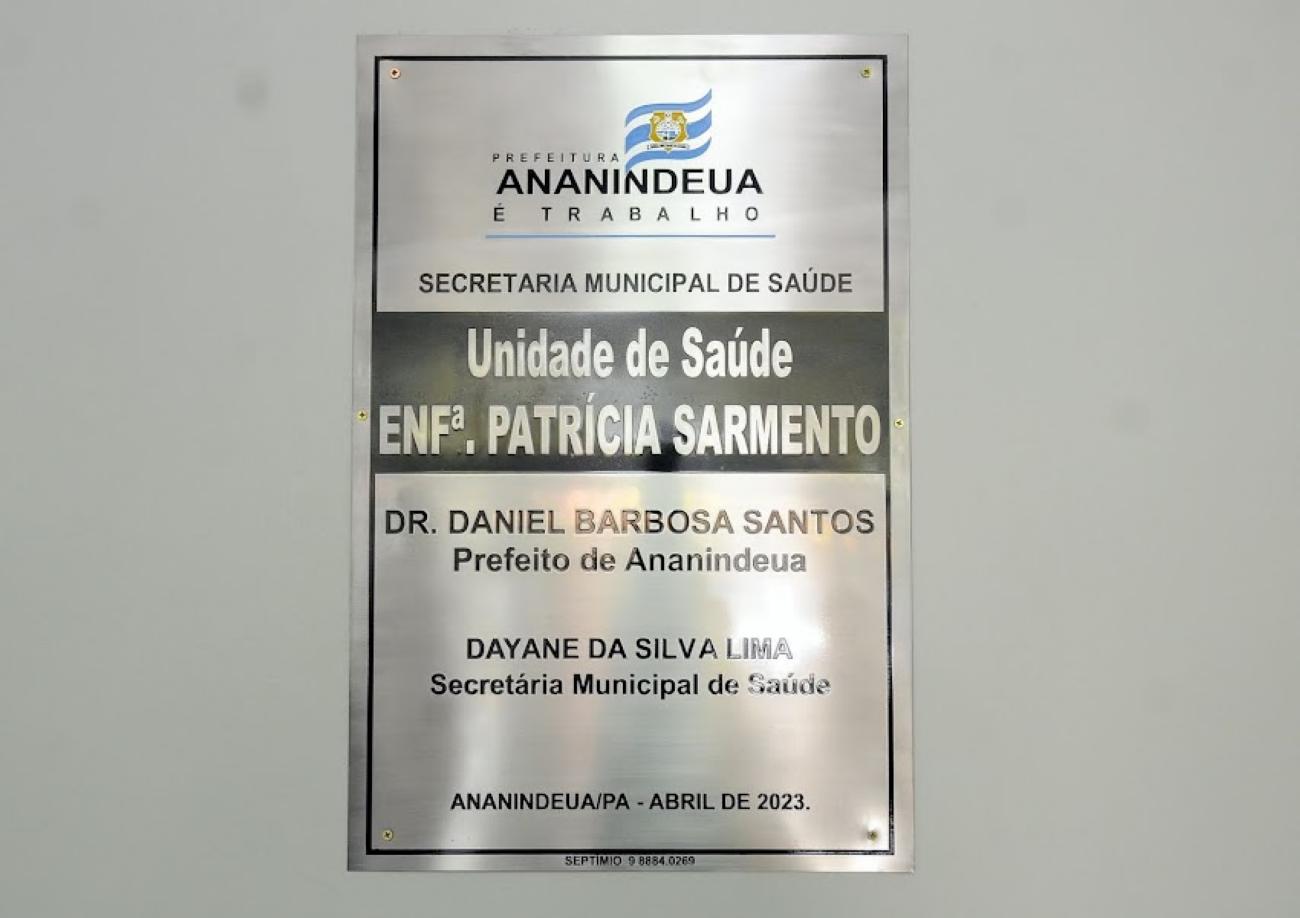 PREFEITURA
ANANINDEUA
É TRABALHO
SECRETARIA MUNICIPAL DE SAÚDE
Unidade de Saúde
ENFª. PATRÍCIA SARMENTO
DR. DANIEL BARBOSA SANTOS
Prefeito de Ananindeua
DAYANE DA SILVA LIMA
Secretária Municipal de Saúde
ANANINDEUA/PA - ABRIL DE 2023.
SEPTÍMIO 9 8884.0269